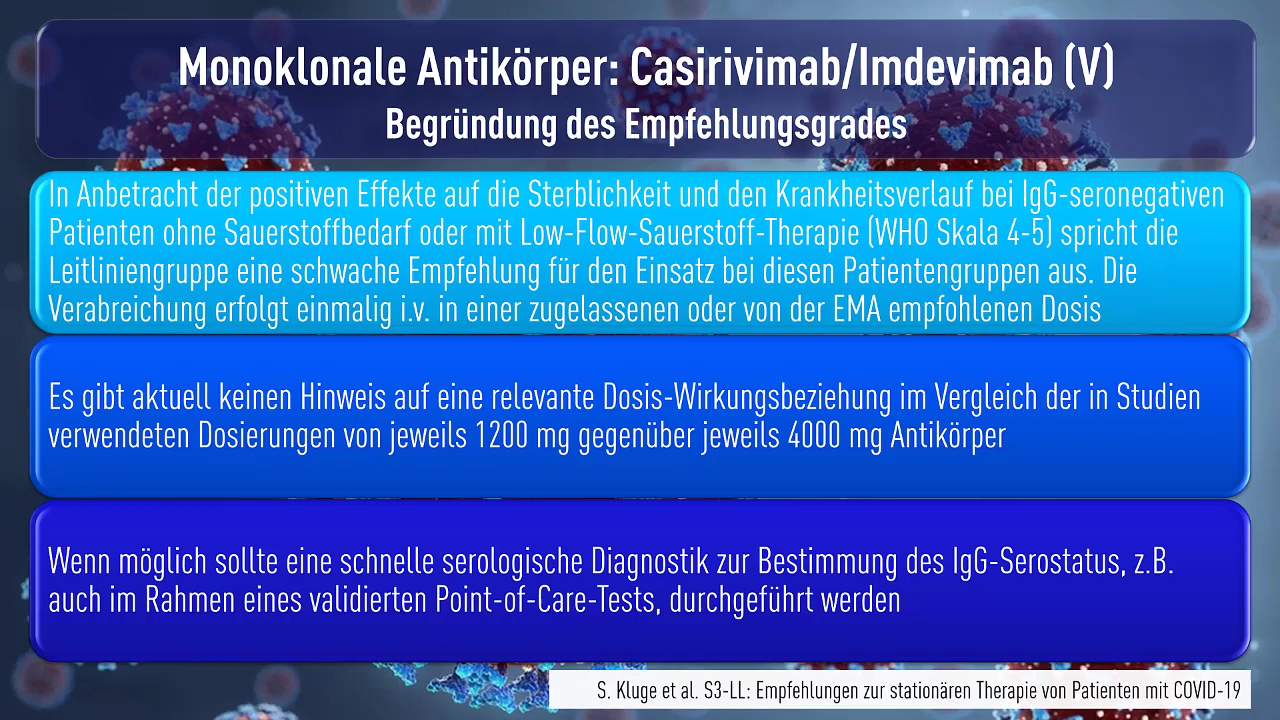 Monoklonale Antikörper: Casirivimab/Imdevimab (V)
Begründung des Empfehlungsgrades
In Anbetracht der positiven Effekte auf die Sterblichkeit und den Krankheitsverlauf bei IgG-seronegativen
Patienten ohne Sauerstoffbedarf oder mit Low-Flow-Sauerstoff-Therapie (WHO Skala 4-5) spricht die
Leitliniengruppe eine schwache Empfehlung für den Einsatz bei diesen Patientengruppen aus. Die
Verabreichung erfolgt einmalig i.v. in einer zugelassenen oder von der EMA empfohlenen Dosis
Es gibt aktuell keinen Hinweis auf eine relevante Dosis-Wirkungsbeziehung im Vergleich der in Studien
verwendeten Dosierungen von jeweils 1200 mg gegenüber jeweils 4000 mg Antikörper
Wenn möglich sollte eine schnelle serologische Diagnostik zur Bestimmung des IgG-Serostatus, z.B.
auch im Rahmen eines validierten Point-of-Care-Tests, durchgeführt werden
S. Kluge et al. S3-LL: Empfehlungen zur stationären Therapie von Patienten mit COVID-19